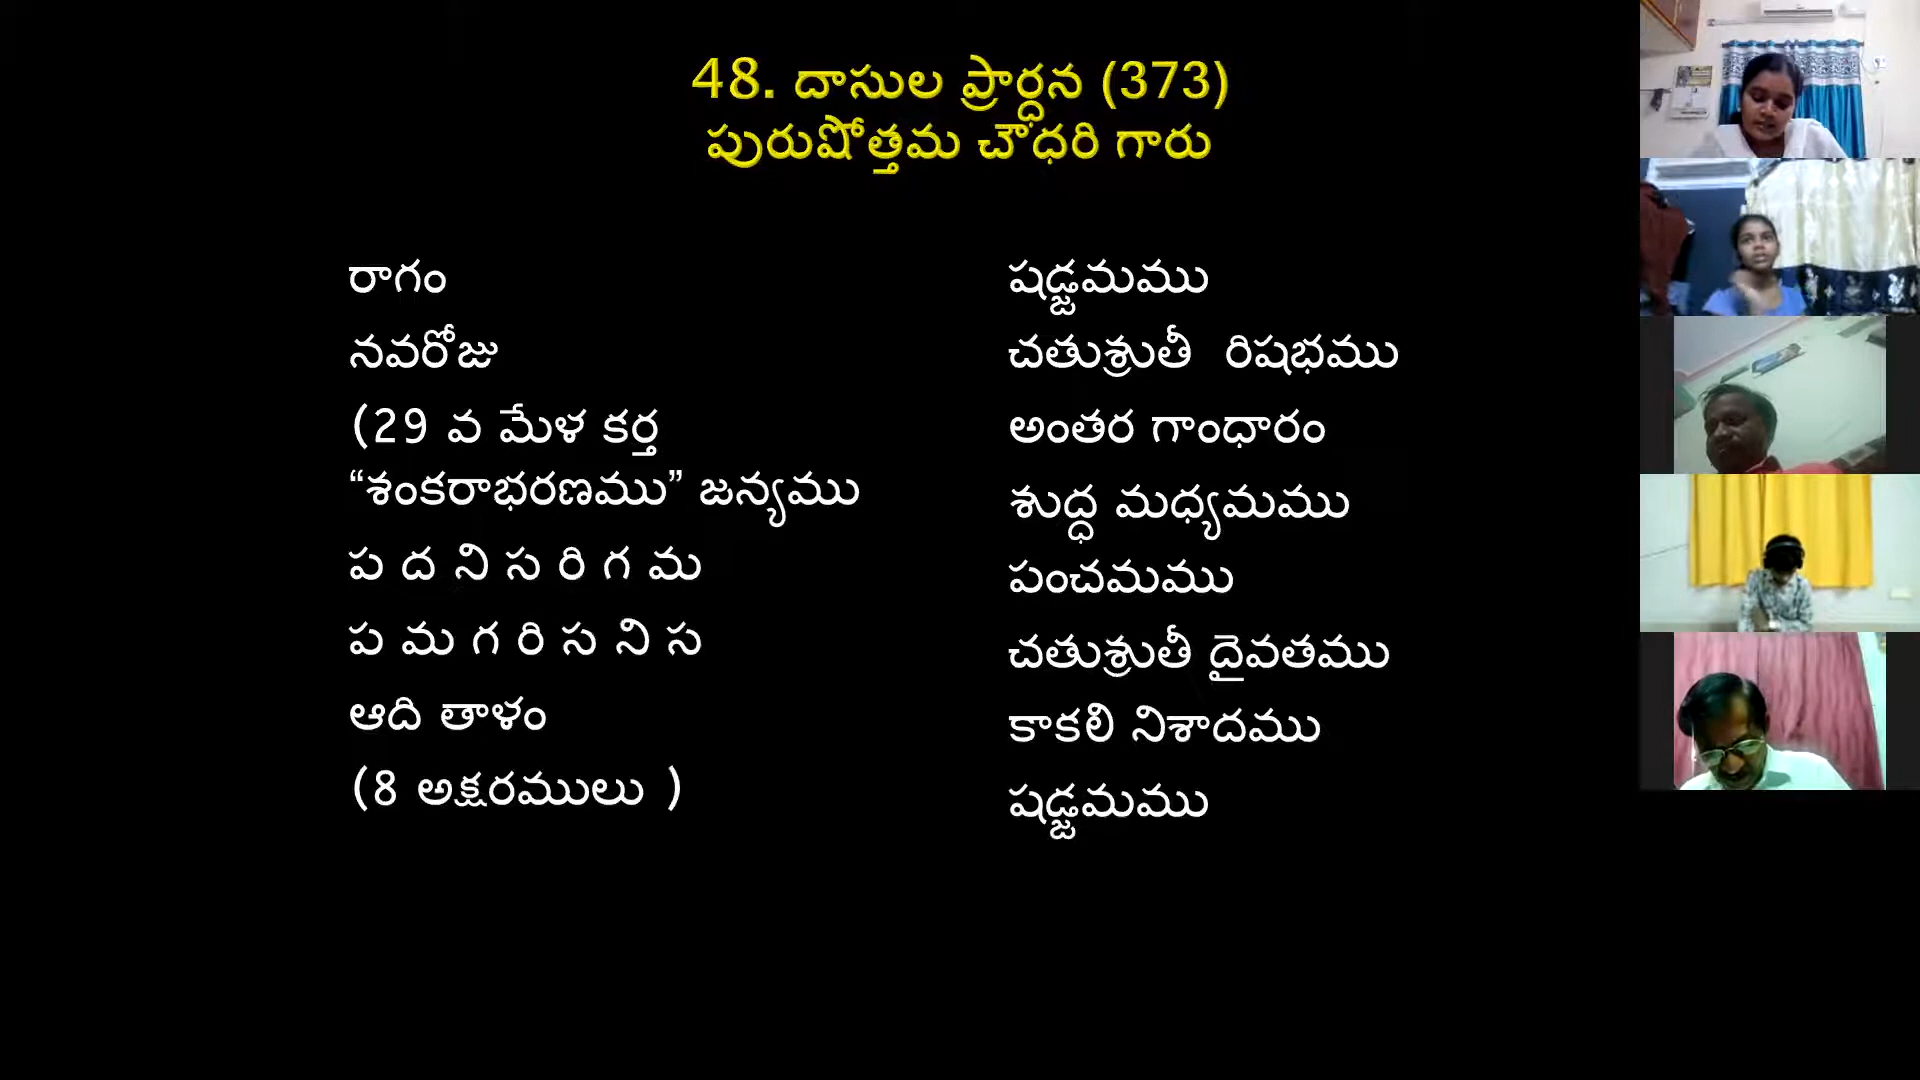 48. దాసుల ప్రార్ధన (373)
పురుషోత్తమ చౌధరి గారు
రాగం
నవరోజు
(29 వ మేళ కర్త
“శంకరాభరణము” జన్యము
ప ద ని స రి గ మ
ప మ గ రి స ని స
ఆది తాళం
(8 అక్షరములు )
షడ్జమము
చతుశ్రుతీ  రిషభము
అంతర గాంధారం
శుద్ధ మధ్యమము
పంచమము
చతుశ్రుతీ దైవతము
కాకలి నిశాదము
షడ్జమము